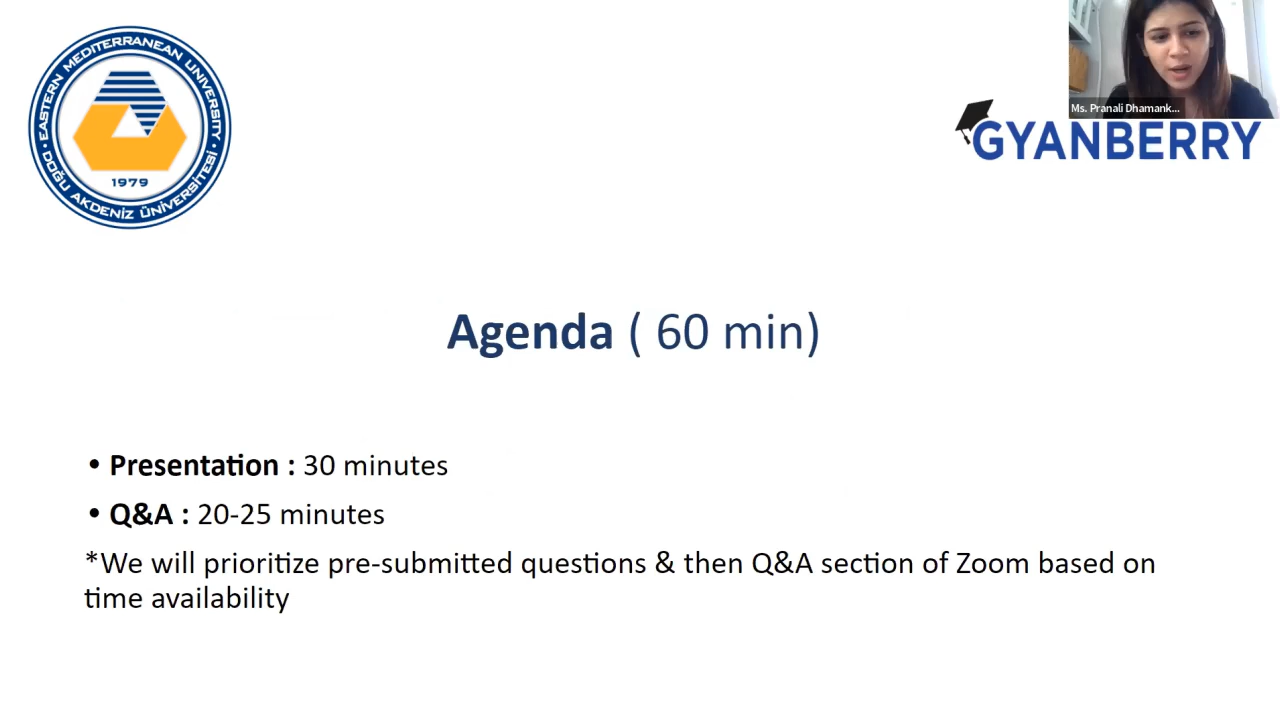 EASTERN MEDITERRANEAN UNIVERSITY
1979
• DOĞU AKDENİZ ÜNİVERSİTESİ •
Ms. Pranali Dhamank...
GYANBERRY
Agenda ( 60 min)
• Presentation : 30 minutes
• Q&A : 20-25 minutes
*We will prioritize pre-submitted questions & then Q&A section of Zoom based on
time availability